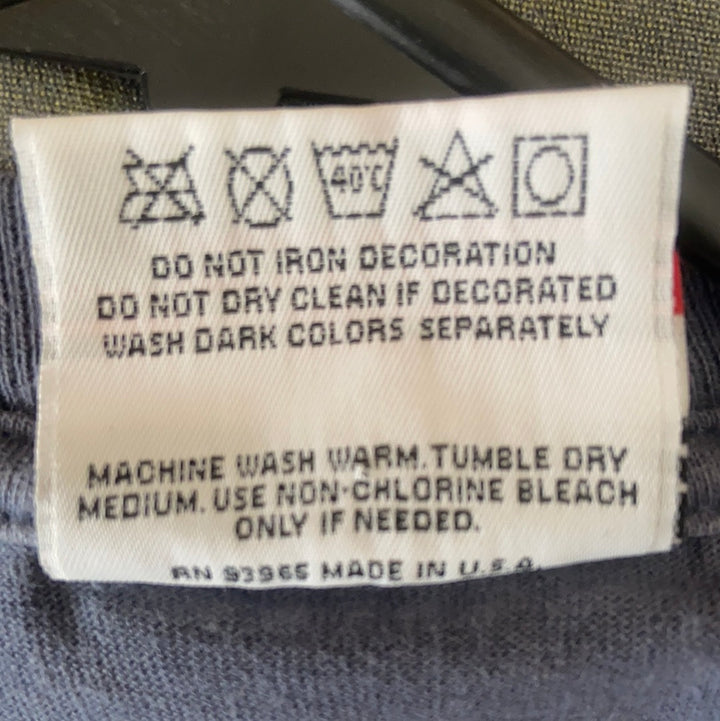 40°C
DO NOT IRON DECORATION
DO NOT DRY CLEAN IF DECORATED
WASH DARK COLORS SEPARATELY
MACHINE WASH WARM. TUMBLE DRY
MEDIUM. USE NON-CHLORINE BLEACH
ONLY IF NEEDED.
RN 93965 MADE IN U.S.A.